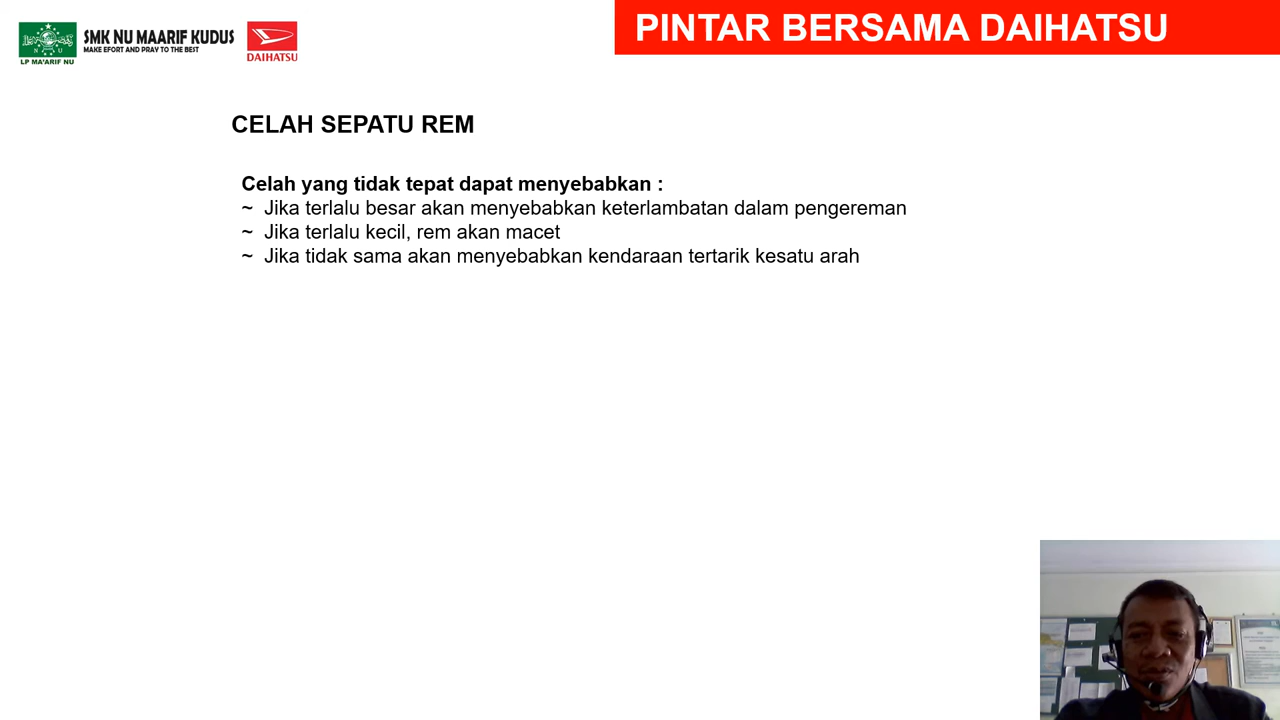 PINTAR BERSAMA DAIHATSU
SMK NU MAARIF KUDUS
MAKE EFORT AND PRAY TO THE BEST
LP MA'ARIF NU
DAIHATSU
CELAH SEPATU REM
Celah yang tidak tepat dapat menyebabkan :
~ Jika terlalu besar akan menyebabkan keterlambatan dalam pengereman
~ Jika terlalu kecil, rem akan macet
~ Jika tidak sama akan menyebabkan kendaraan tertarik kesatu arah